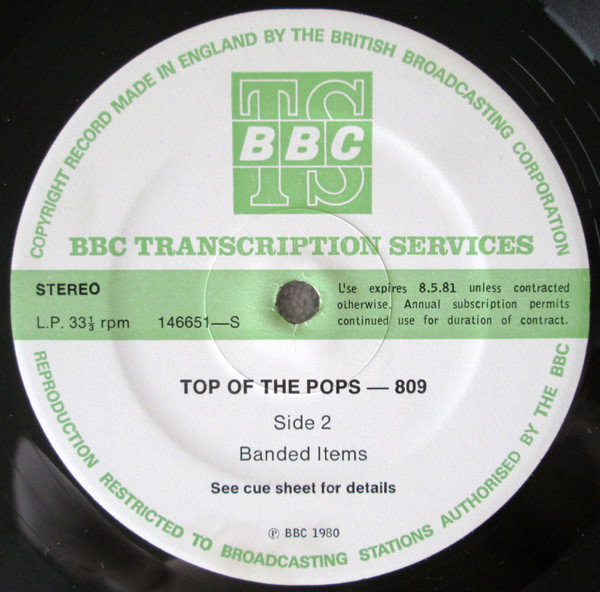 COPYRIGHT RECORD MADE IN ENGLAND BY THE BRITISH BROADCASTING CORPORATION
TS
BBC
BBC TRANSCRIPTION SERVICES
STEREO
L.P. 33⅓ rpm 146651—S
Use expires 8.5.81 unless contracted
otherwise. Annual subscription permits
continued use for duration of contract.
TOP OF THE POPS — 809
Side 2
Banded Items
See cue sheet for details
℗ BBC 1980
REPRODUCTION RESTRICTED TO BROADCASTING STATIONS AUTHORISED BY THE BBC